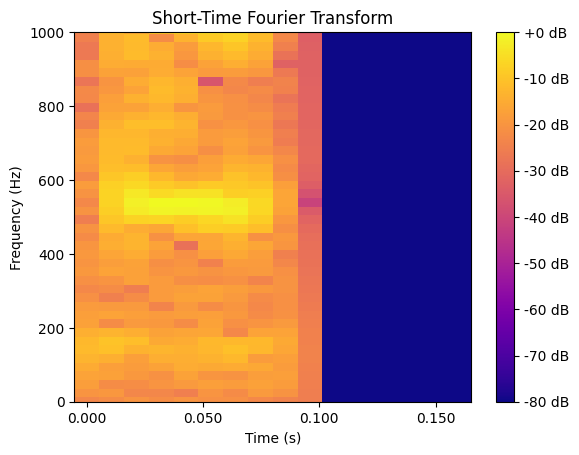 Short-Time Fourier Transform
1000
800
600
400
200
0
Frequency (Hz)
0.000
0.050
0.100
0.150
Time (s)
+0 dB
-10 dB
-20 dB
-30 dB
-40 dB
-50 dB
-60 dB
-70 dB
-80 dB